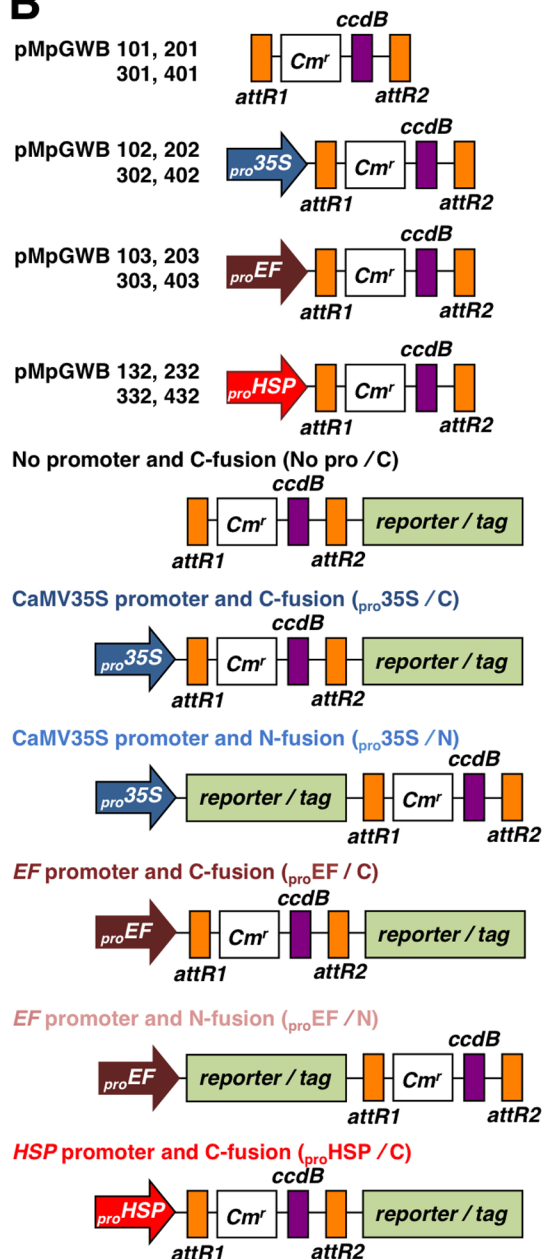 B
pMpGWB 101, 201
301, 401
ccdB
Cmʳ
attR1
attR2
pMpGWB 102, 202
302, 402
ccdB
pro35S
Cmʳ
attR1
attR2
pMpGWB 103, 203
303, 403
ccdB
proEF
Cmʳ
attR1
attR2
pMpGWB 132, 232
332, 432
ccdB
proHSP
Cmʳ
attR1
attR2
No promoter and C-fusion (No pro / C)
ccdB
Cmʳ
reporter / tag
attR1
attR2
CaMV35S promoter and C-fusion (pro35S / C)
ccdB
pro35S
Cmʳ
reporter / tag
attR1
attR2
CaMV35S promoter and N-fusion (pro35S / N)
ccdB
pro35S
reporter / tag
Cmʳ
attR1
attR2
EF promoter and C-fusion (proEF / C)
ccdB
proEF
Cmʳ
reporter / tag
attR1
attR2
EF promoter and N-fusion (proEF / N)
ccdB
proEF
reporter / tag
Cmʳ
attR1
attR2
HSP promoter and C-fusion (proHSP / C)
ccdB
proHSP
Cmʳ
reporter / tag
attR1
attR2